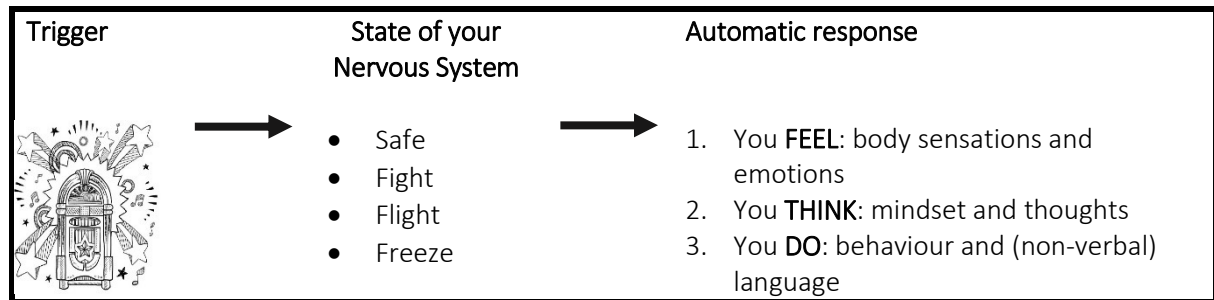 Trigger
State of your
Nervous System
Automatic response
• Safe
• Fight
• Flight
• Freeze
1. You FEEL: body sensations and
emotions
2. You THINK: mindset and thoughts
3. You DO: behaviour and (non-verbal)
language